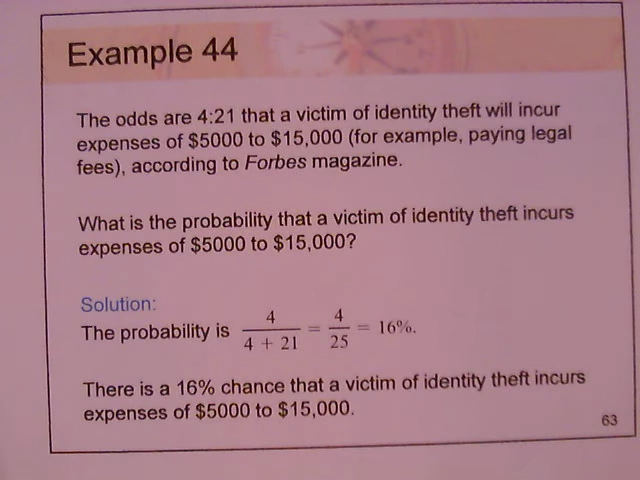 Example 44
The odds are 4:21 that a victim of identity theft will incur
expenses of $5000 to $15,000 (for example, paying legal
fees), according to Forbes magazine.
What is the probability that a victim of identity theft incurs
expenses of $5000 to $15,000?
Solution:
The probability is 4 / 4 + 21 = 4 / 25 = 16%.
There is a 16% chance that a victim of identity theft incurs
expenses of $5000 to $15,000.
63